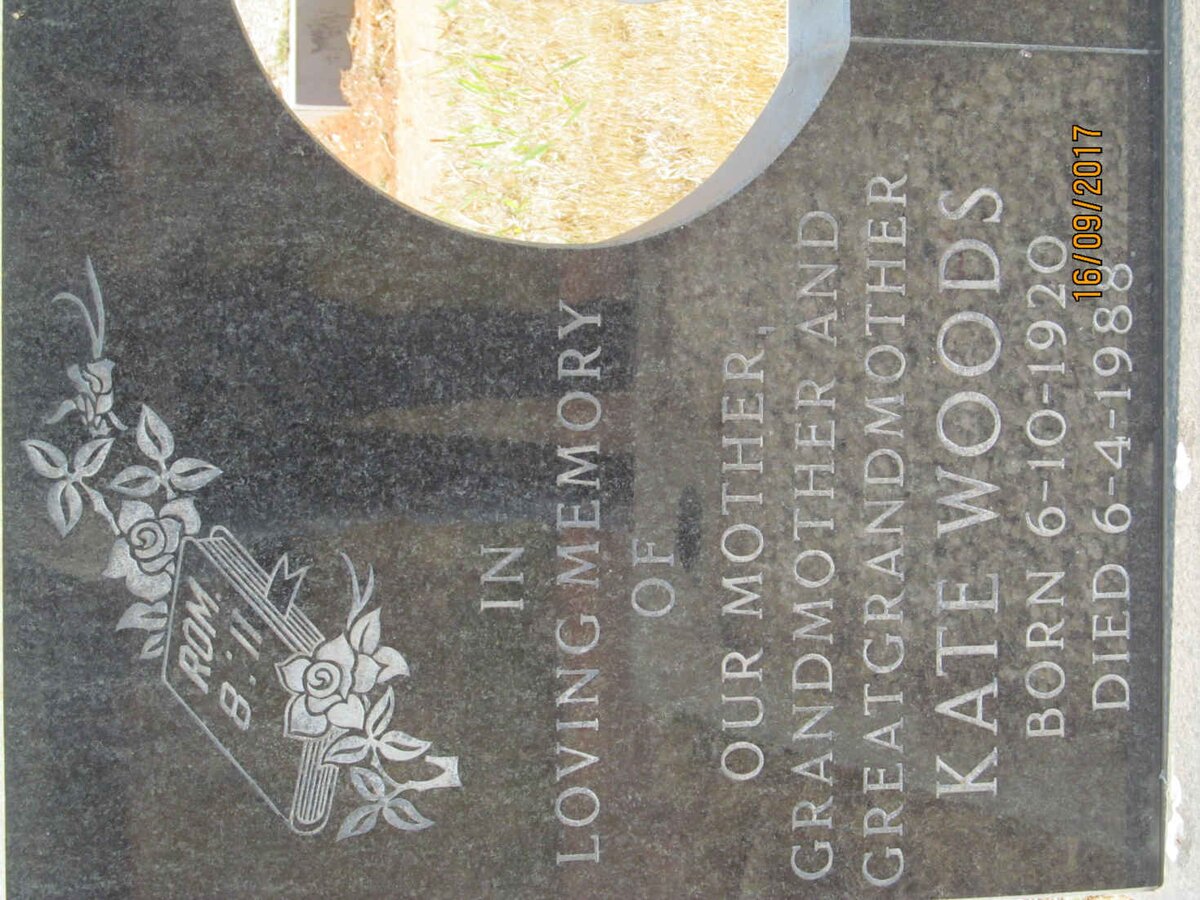 ROM.
8:11
IN
LOVING MEMORY
OF
OUR MOTHER,
GRANDMOTHER AND
GREATGRANDMOTHER
KATE WOODS
BORN 6-10-1920
DIED 6-4-1988
16/09/2017